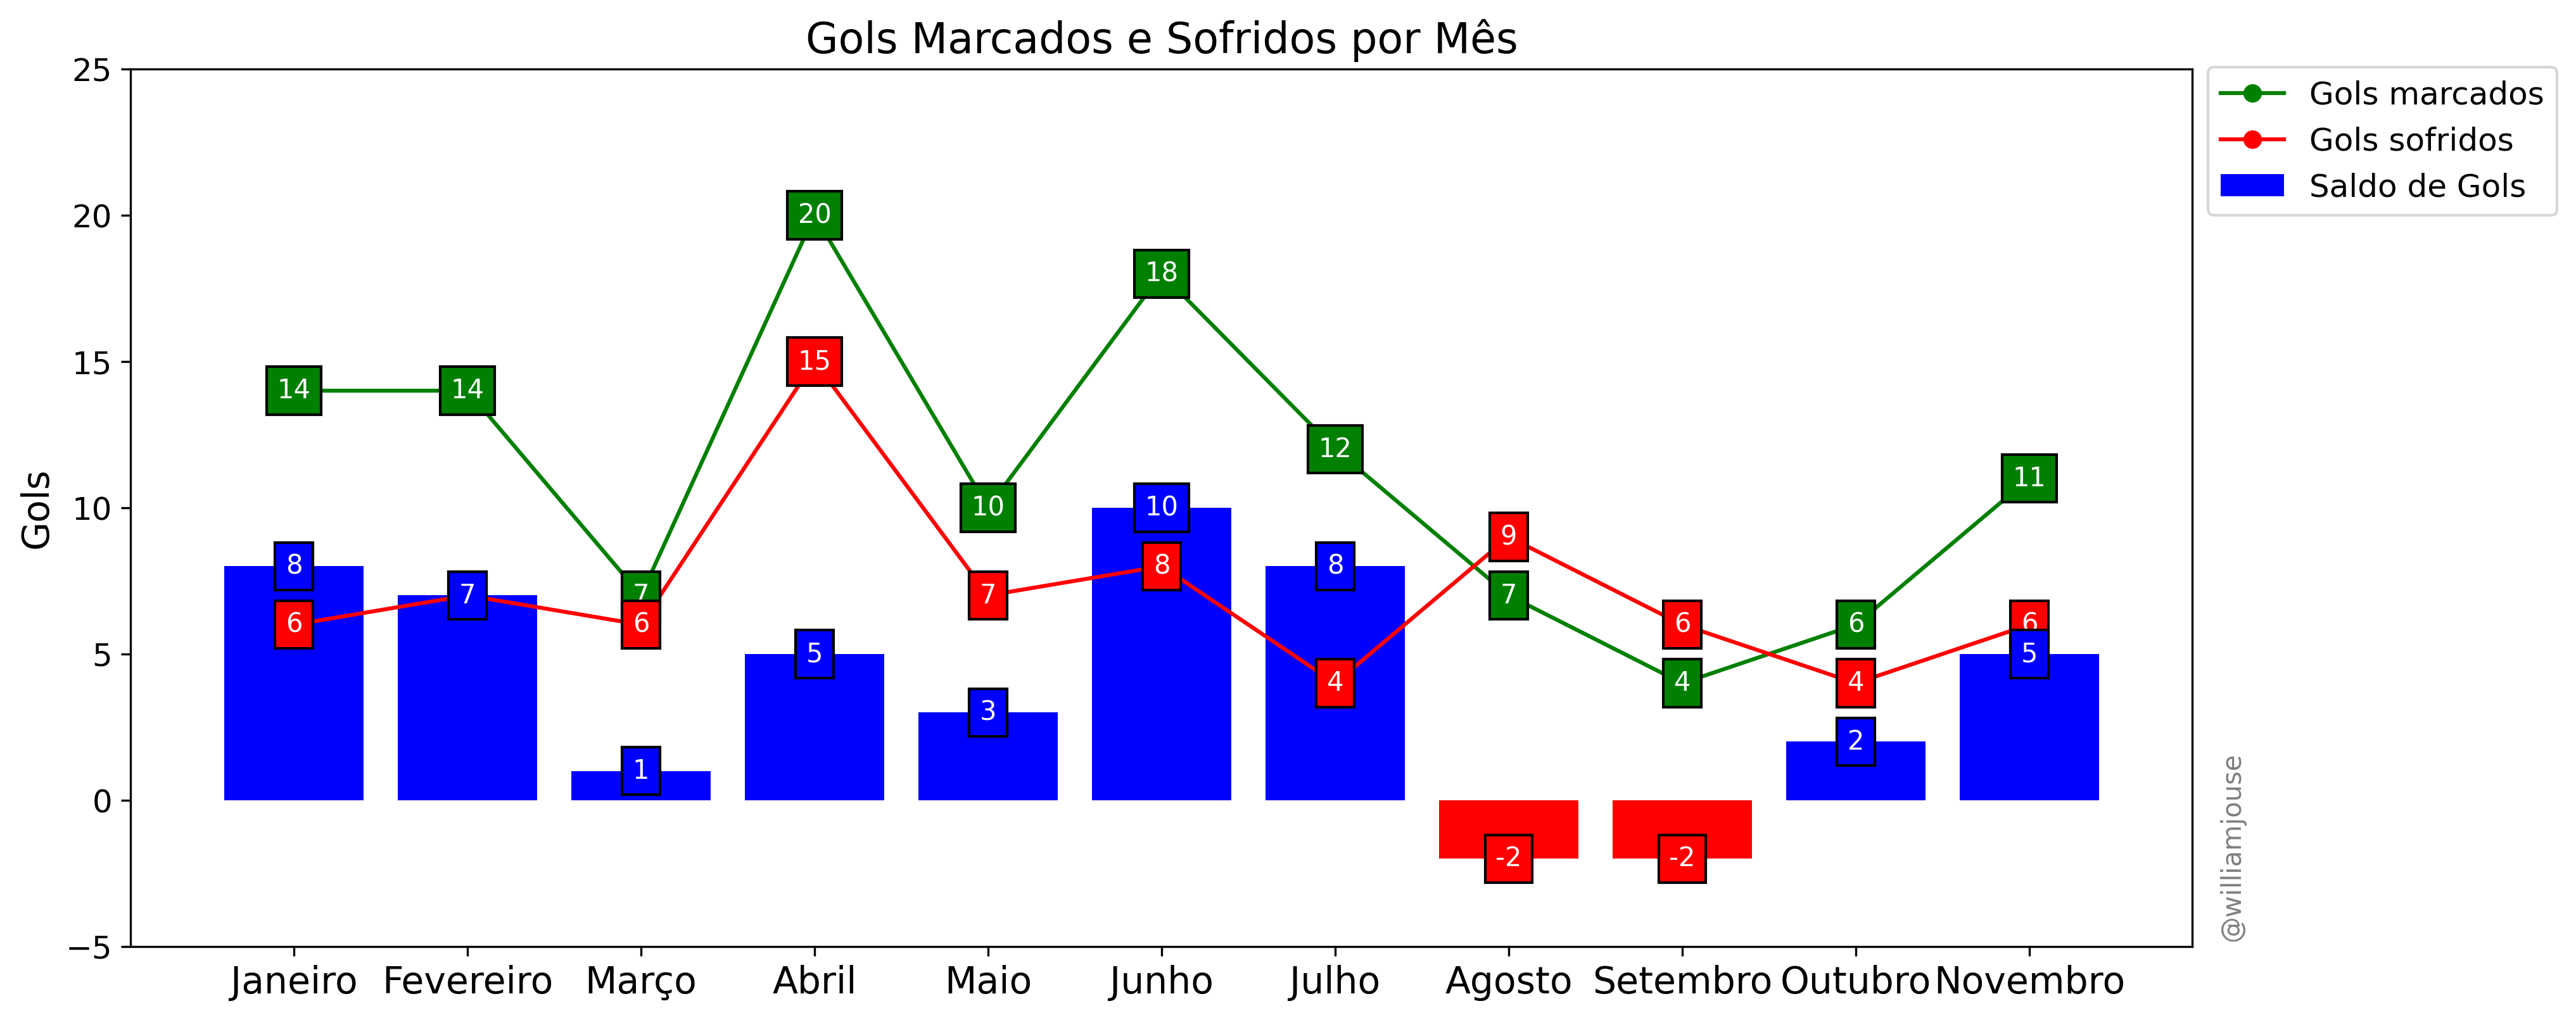 Gols Marcados e Sofridos por Mês
Gols marcados
Gols sofridos
Saldo de Gols
Gols
25
20
15
10
5
0
−5
14
14
7
20
10
18
12
7
4
6
11
6
6
15
7
8
4
9
6
4
6
8
7
1
5
3
10
8
-2
-2
2
5
Janeiro
Fevereiro
Março
Abril
Maio
Junho
Julho
Agosto
Setembro
Outubro
Novembro
@williamjouse